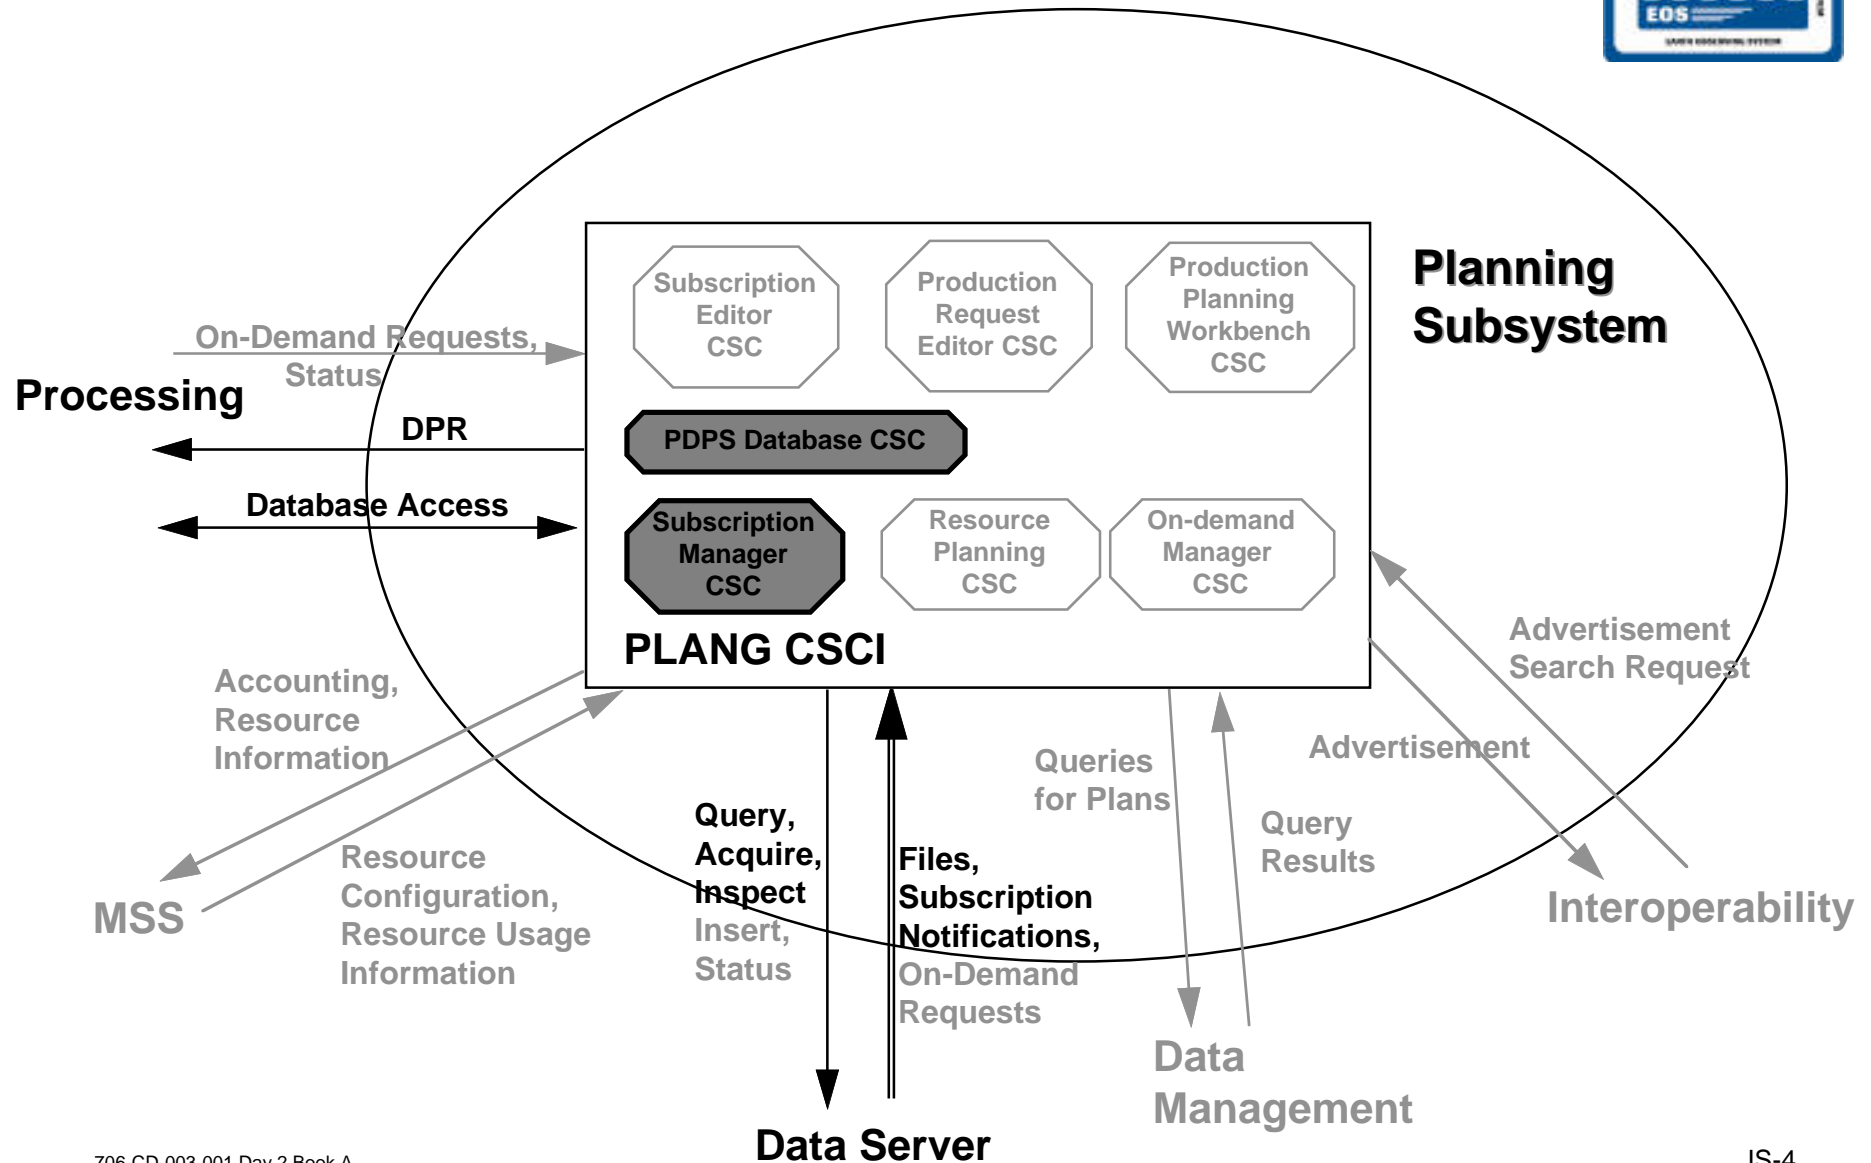 EOS
EARTH OBSERVING SYSTEM
Planning
Subsystem
Subscription
Editor
CSC
Production
Request
Editor CSC
Production
Planning
Workbench
CSC
On-Demand Requests,
Status
Processing
DPR
PDPS Database CSC
Database Access
Subscription
Manager
CSC
Resource
Planning
CSC
On-demand
Manager
CSC
PLANG CSCI
Advertisement
Search Request
Accounting,
Resource
Information
Advertisement
Queries
for Plans
Query
Results
Query,
Acquire,
Inspect
Insert,
Status
Files,
Subscription
Notifications,
On-Demand
Requests
Resource
Configuration,
Resource Usage
Information
MSS
Interoperability
Data
Management
Data Server
706-CD-003-001 Day 2 Book A
IS-4